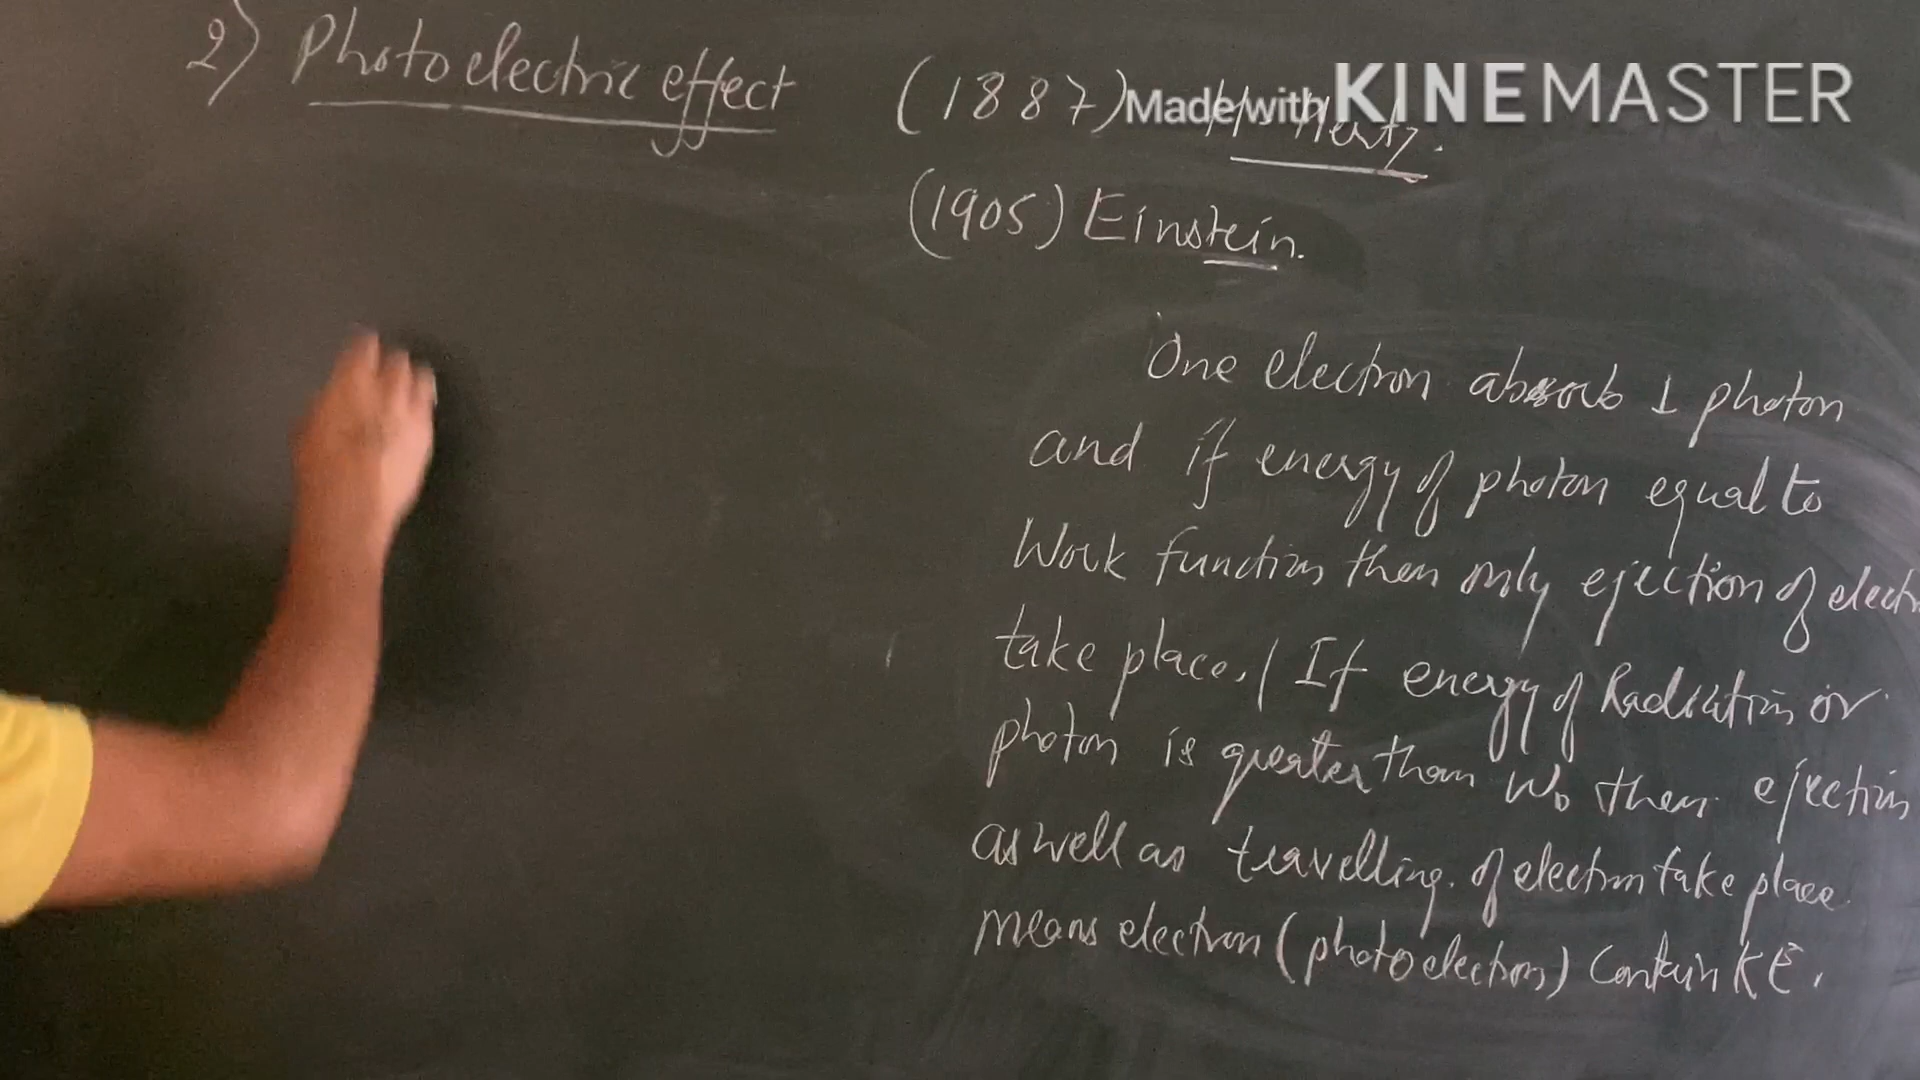 2) Photoelectric effect
(1887) Hertz.
Made with KINEMASTER
(1905) Einstein.
One electron absorb 1 photon
and if energy of photon equal to
Work function then only ejection of electr
take place. / If energy of Radiation or
photon is greater than W₀ then ejection
as well as travelling of electron take place
means electron (photoelectron) Contain KE.